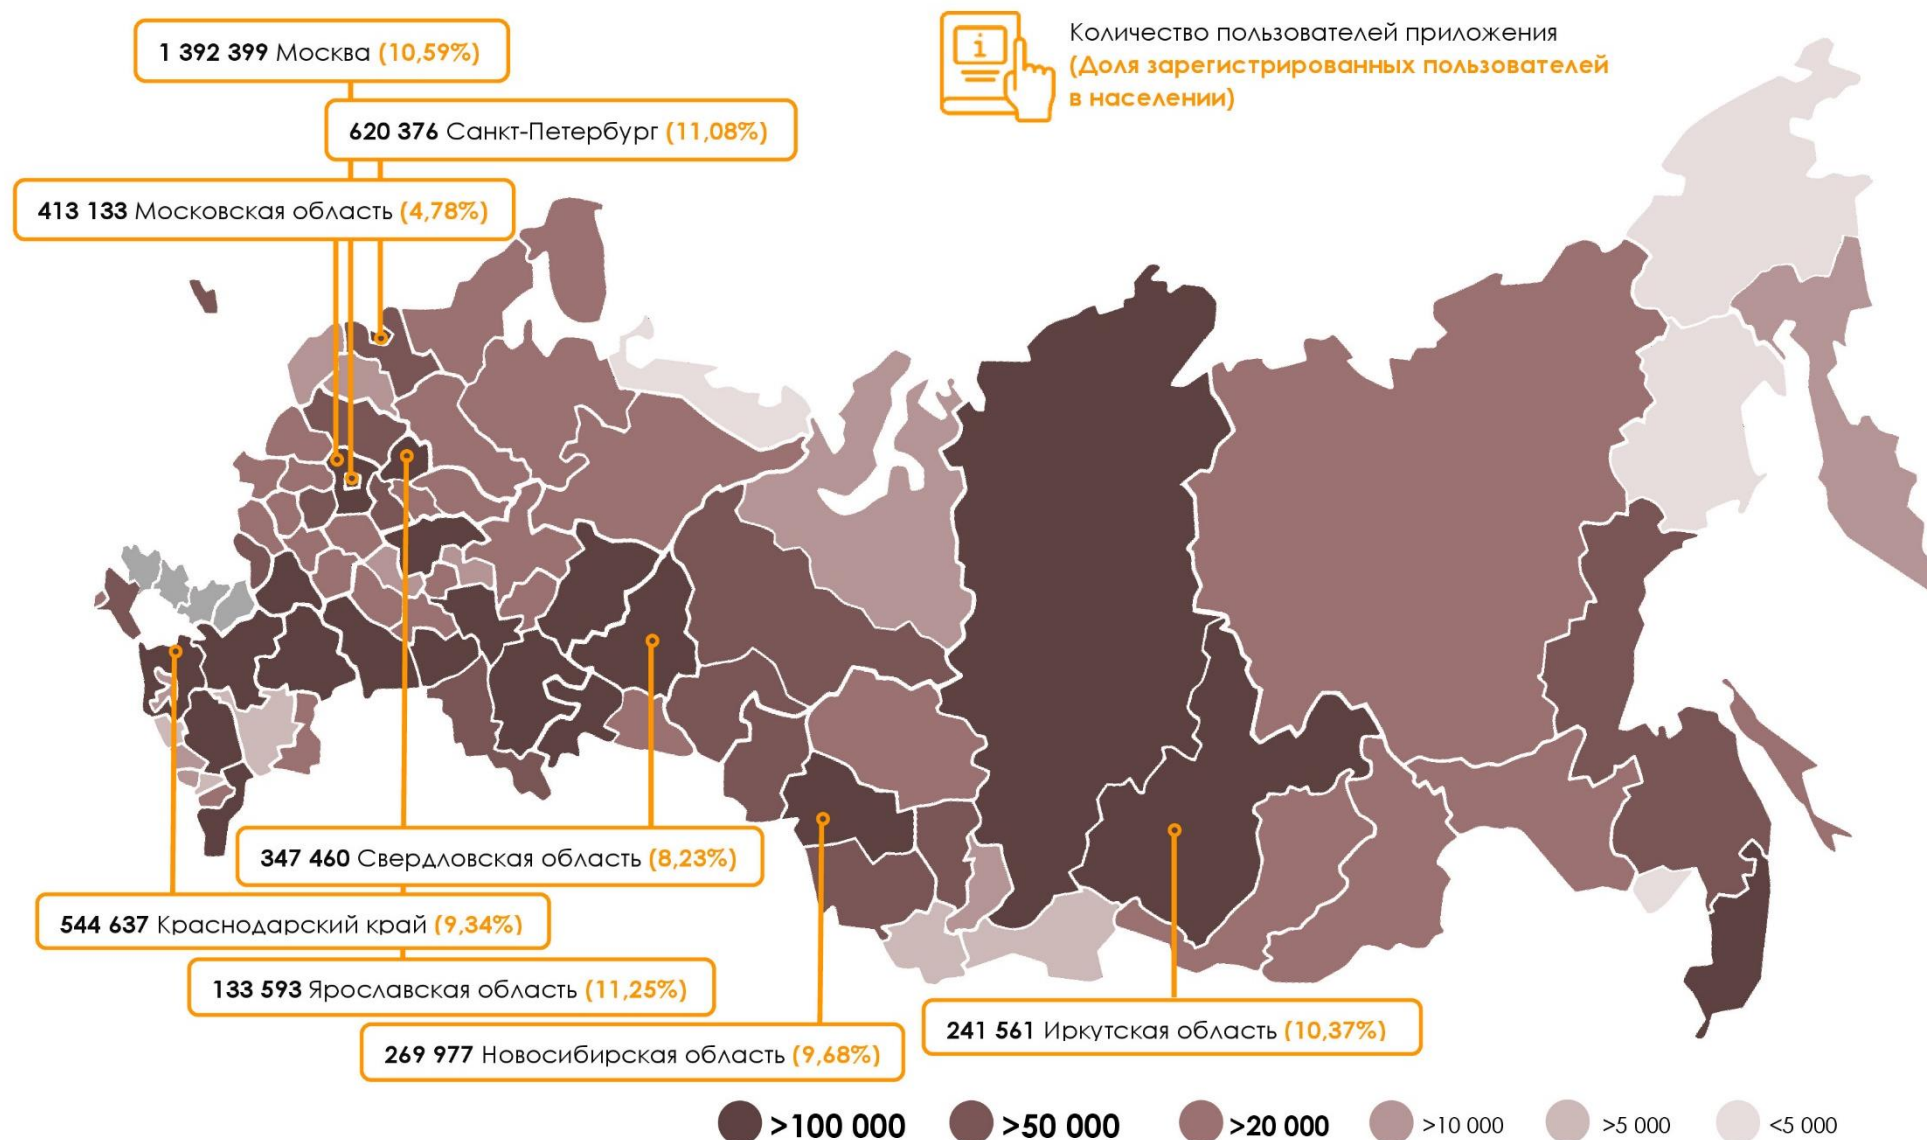 1 392 399 Москва (10,59%)
Количество пользователей приложения
(Доля зарегистрированных пользователей
в населении)
620 376 Санкт-Петербург (11,08%)
413 133 Московская область (4,78%)
347 460 Свердловская область (8,23%)
544 637 Краснодарский край (9,34%)
133 593 Ярославская область (11,25%)
269 977 Новосибирская область (9,68%)
241 561 Иркутская область (10,37%)
>100 000 >50 000 >20 000 >10 000 >5 000 <5 000